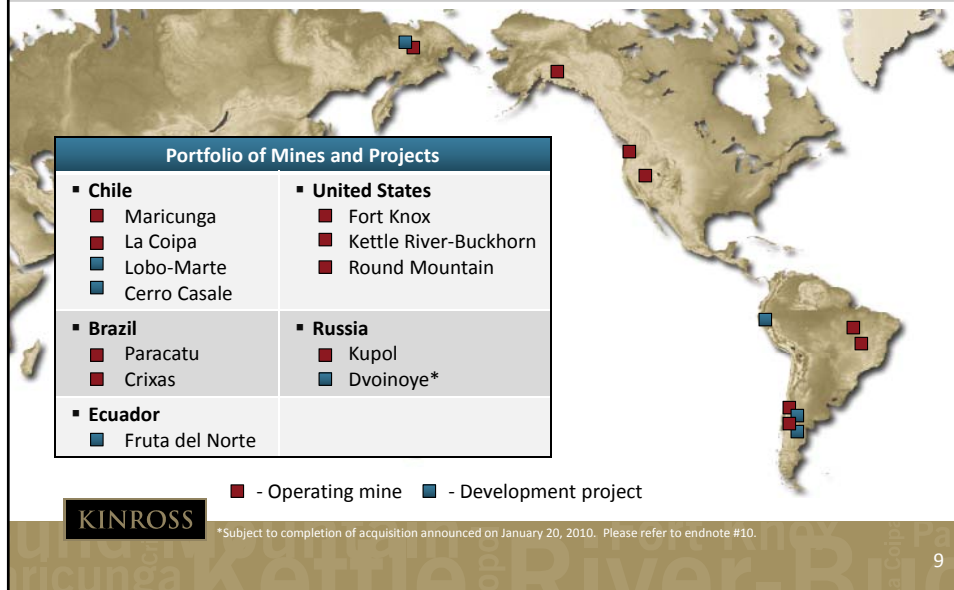 Portfolio of Mines and Projects
▪ Chile
Maricunga
La Coipa
Lobo-Marte
Cerro Casale
▪ United States
Fort Knox
Kettle River-Buckhorn
Round Mountain
▪ Brazil
Paracatu
Crixas
▪ Russia
Kupol
Dvoinoye*
▪ Ecuador
Fruta del Norte
- Operating mine - Development project
KINROSS
*Subject to completion of acquisition announced on January 20, 2010. Please refer to endnote #10.
9